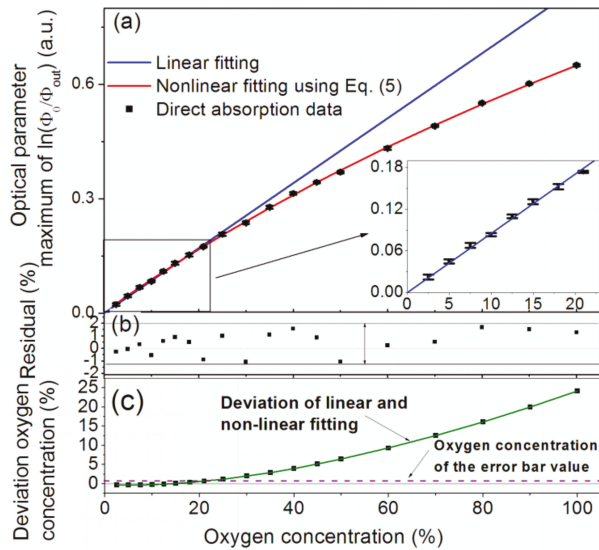 (a)
Linear fitting
Nonlinear fitting using Eq. (5)
Direct absorption data
Optical parameter
maximum of ln(Φ₀/Φout) (a.u.)
0.6
0.3
0.0
0.18
0.12
0.06
0.00
0 5 10 15 20
(b)
Residual (%)
2
1
0
-1
-2
(c)
Deviation of linear and
non-linear fitting
Oxygen concentration
of the error bar value
Deviation oxygen
concentration (%)
25
20
15
10
5
0
0 20 40 60 80 100
Oxygen concentration (%)